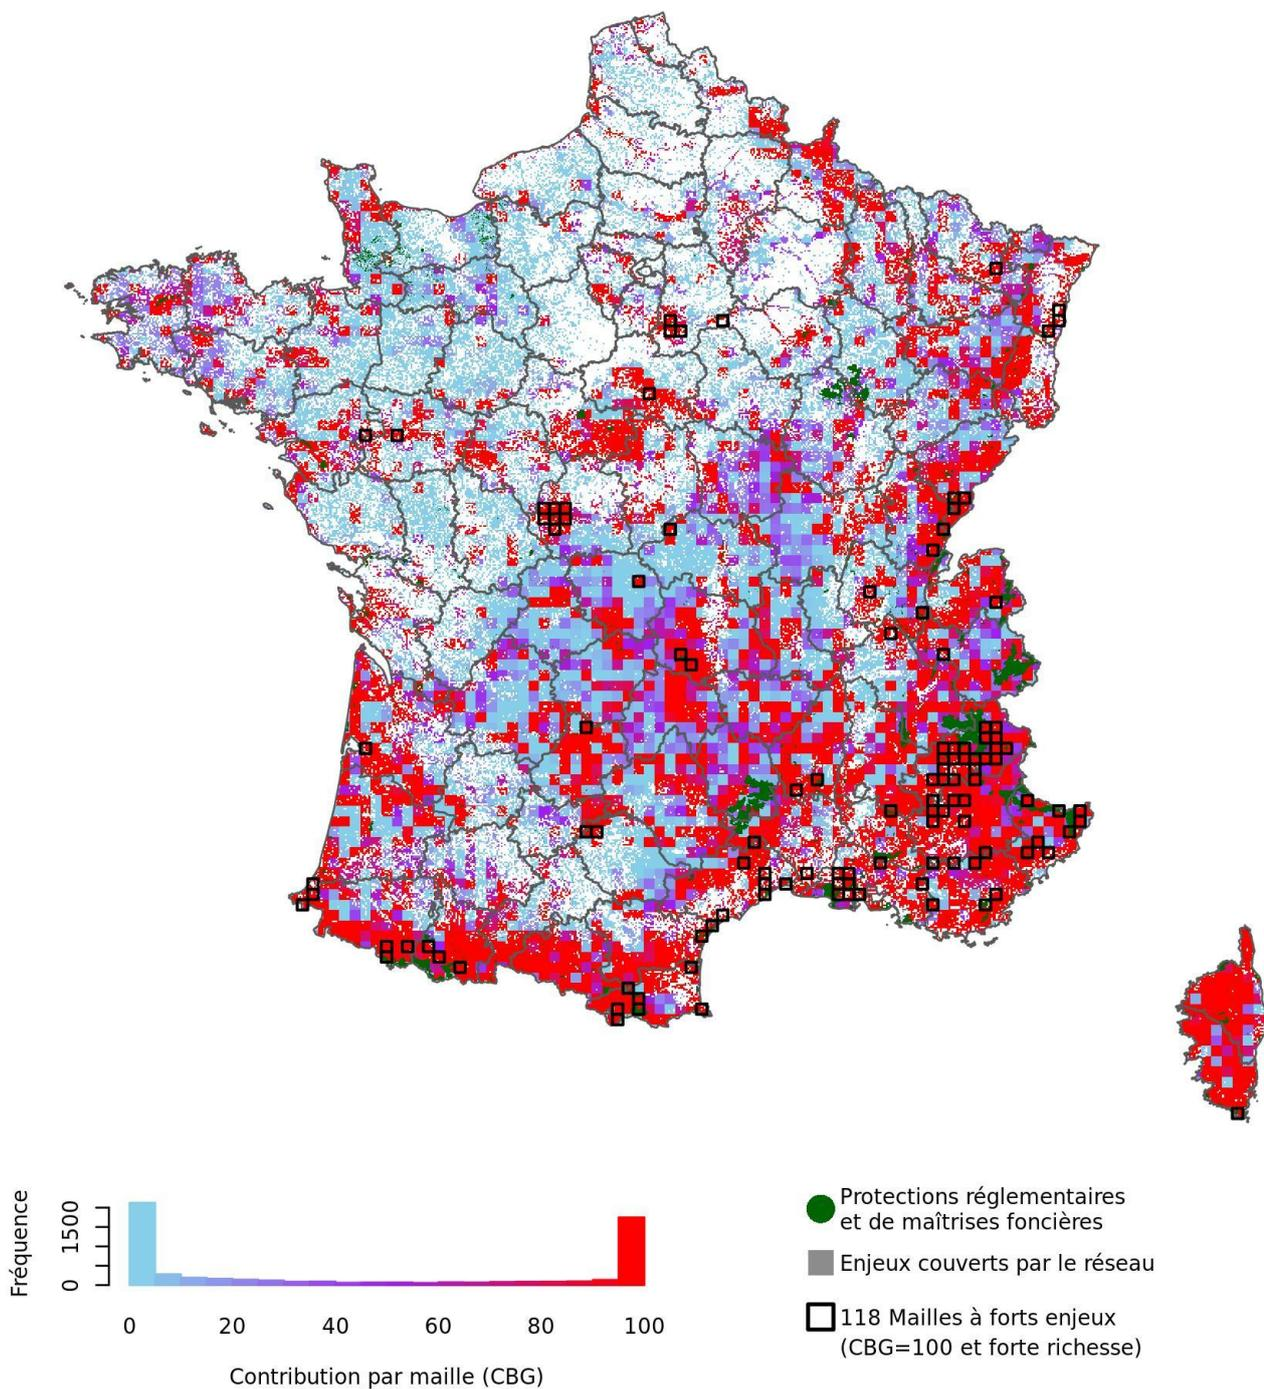 Fréquence
1500
0
0
20
40
60
80
100
Contribution par maille (CBG)
Protections réglementaires
et de maîtrises foncières
Enjeux couverts par le réseau
118 Mailles à forts enjeux
(CBG=100 et forte richesse)